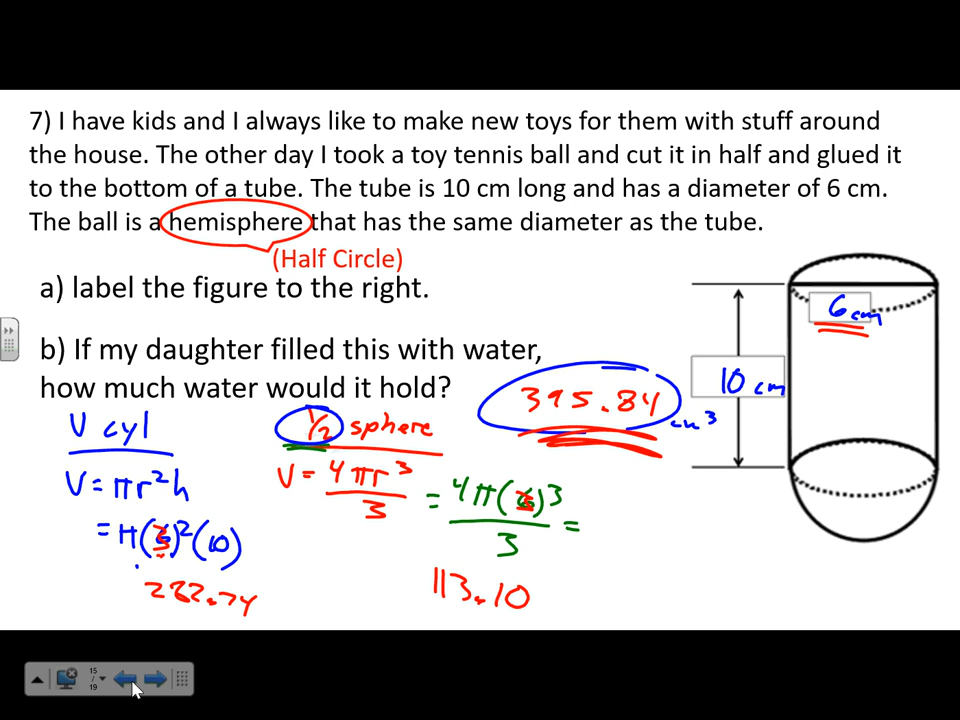 7) I have kids and I always like to make new toys for them with stuff around
the house. The other day I took a toy tennis ball and cut it in half and glued it
to the bottom of a tube. The tube is 10 cm long and has a diameter of 6 cm.
The ball is a hemisphere that has the same diameter as the tube.
(Half Circle)
a) label the figure to the right.
6 cm
b) If my daughter filled this with water,
how much water would it hold?
10 cm
395.84 cm³
V cyl
V = πr²h
= π(3)²(10)
282.74
1/2 sphere
V = 4πr³/3
= 4π(3)³/3 =
113.10
15
/
19